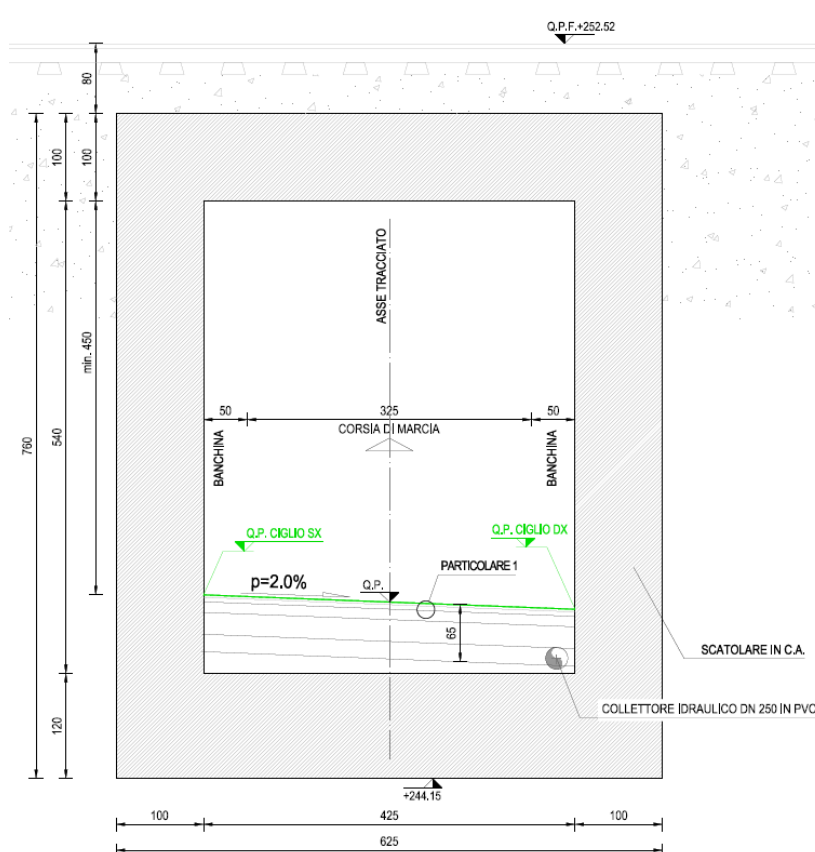 Q.P.F.+252.52
80
100
100
ASSE TRACCIATO
min. 450
540
760
50
325
50
CORSIA DI MARCIA
BANCHINA
BANCHINA
Q.P. CIGLIO SX
Q.P. CIGLIO DX
p=2.0%
Q.P.
PARTICOLARE 1
65
SCATOLARE IN C.A.
COLLETTORE IDRAULICO DN 250 IN PVC
120
+244.15
100
425
100
625